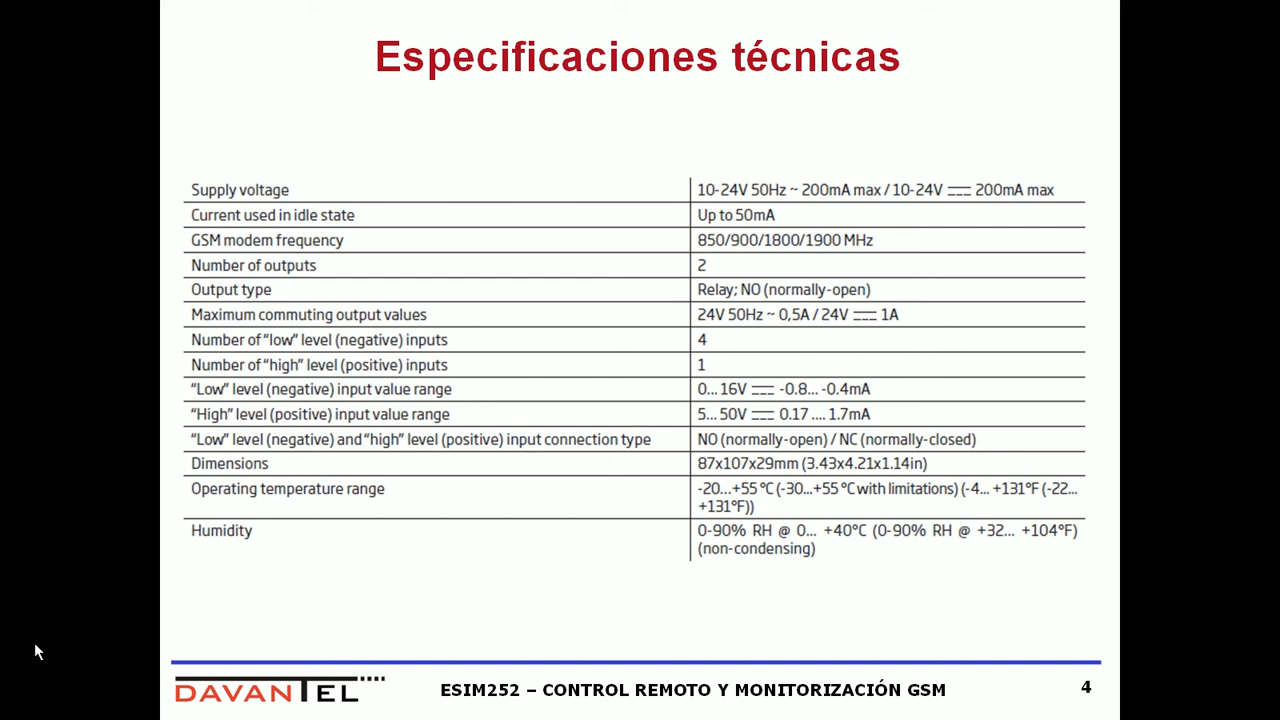 Especificaciones técnicas
Supply voltage
10-24V 50Hz ~ 200mA max / 10-24V ⎓ 200mA max
Current used in idle state
Up to 50mA
GSM modem frequency
850/900/1800/1900 MHz
Number of outputs
2
Output type
Relay; NO (normally-open)
Maximum commuting output values
24V 50Hz ~ 0,5A / 24V ⎓ 1A
Number of “low” level (negative) inputs
4
Number of “high” level (positive) inputs
1
“Low” level (negative) input value range
0... 16V ⎓ -0.8... -0.4mA
“High” level (positive) input value range
5... 50V ⎓ 0.17 .... 1.7mA
“Low” level (negative) and “high” level (positive) input connection type
NO (normally-open) / NC (normally-closed)
Dimensions
87x107x29mm (3.43x4.21x1.14in)
Operating temperature range
-20...+55 ºC (-30...+55 ºC with limitations) (-4... +131ºF (-22...
+131ºF))
Humidity
0-90% RH @ 0... +40ºC (0-90% RH @ +32... +104ºF)
(non-condensing)
DAVANTEL
ESIM252 – CONTROL REMOTO Y MONITORIZACIÓN GSM
4